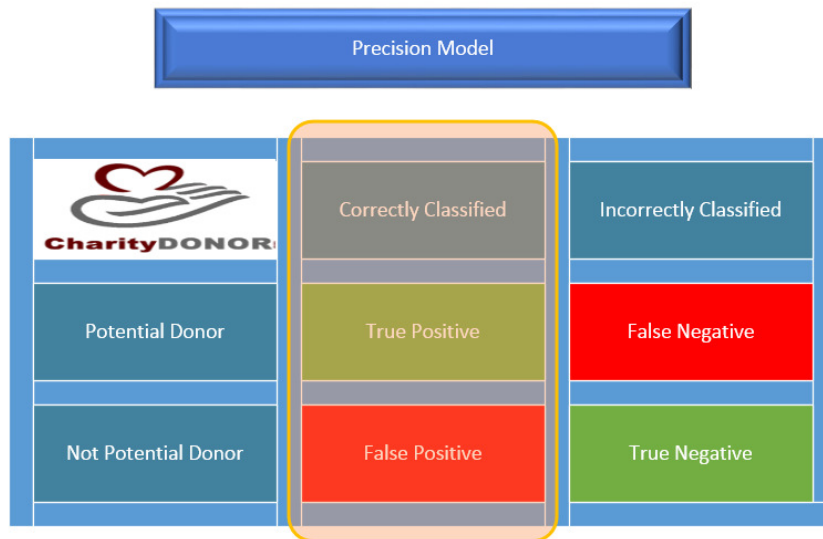 Precision Model
CharityDONOR
Correctly Classified
Incorrectly Classified
Potential Donor
True Positive
False Negative
Not Potential Donor
False Positive
True Negative